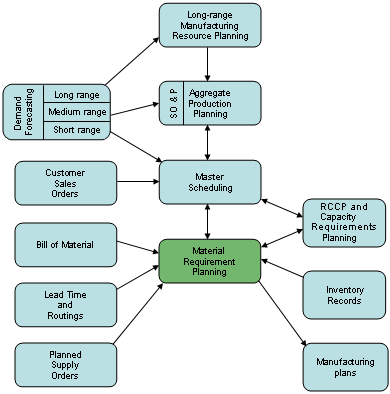 Long-range
Manufacturing
Resource Planning
Demand
Forecasting
Long range
Medium range
Short range
SO & P
Aggregate
Production
Planning
Customer
Sales
Orders
Master
Scheduling
RCCP and
Capacity
Requirements
Planning
Bill of Material
Material
Requirement
Planning
Lead Time
and
Routings
Inventory
Records
Planned
Supply
Orders
Manufacturing
plans